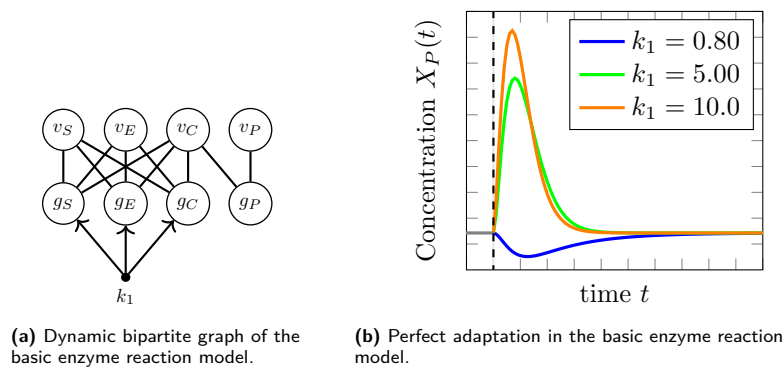 v_S v_E v_C v_P
g_S g_E g_C g_P
k_1
Concentration X_P(t)
k_1 = 0.80
k_1 = 5.00
k_1 = 10.0
time t
(a) Dynamic bipartite graph of the
basic enzyme reaction model.
(b) Perfect adaptation in the basic enzyme reaction
model.